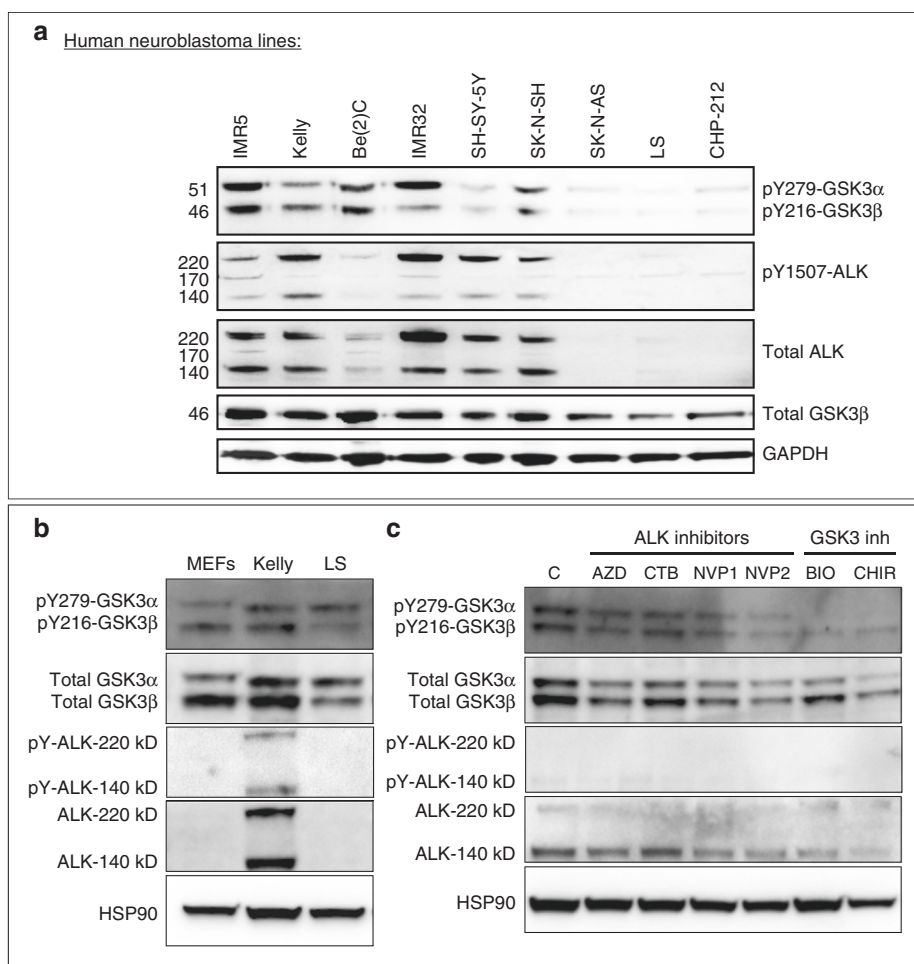 a Human neuroblastoma lines:
IMR5 Kelly Be(2)C IMR32 SH-SY-5Y SK-N-SH SK-N-AS LS CHP-212
51 pY279-GSK3α
46 pY216-GSK3β
220
170 pY1507-ALK
140
220
170 Total ALK
140
46 Total GSK3β
GAPDH
b
MEFs Kelly LS
pY279-GSK3α
pY216-GSK3β
Total GSK3α
Total GSK3β
pY-ALK-220 kD
pY-ALK-140 kD
ALK-220 kD
ALK-140 kD
HSP90
c
ALK inhibitors GSK3 inh
C AZD CTB NVP1 NVP2 BIO CHIR
pY279-GSK3α
pY216-GSK3β
Total GSK3α
Total GSK3β
pY-ALK-220 kD
pY-ALK-140 kD
ALK-220 kD
ALK-140 kD
HSP90